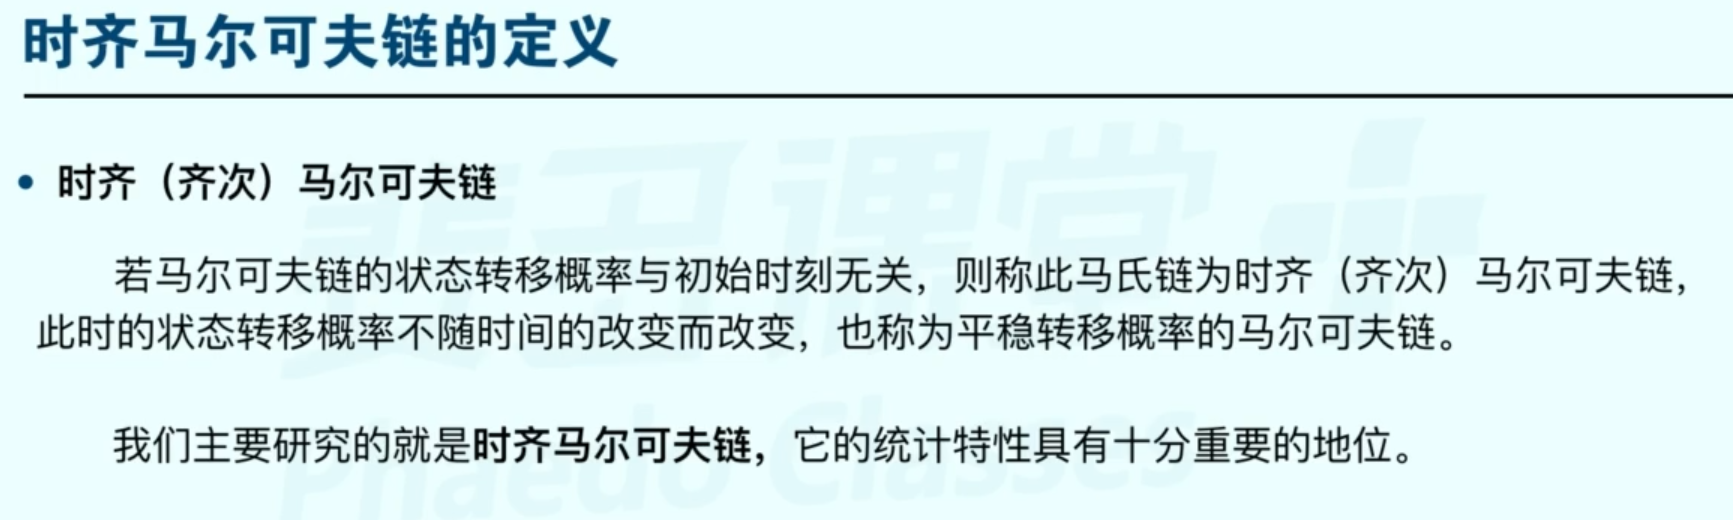 时齐马尔可夫链的定义
• 时齐（齐次）马尔可夫链
若马尔可夫链的状态转移概率与初始时刻无关，则称此马氏链为时齐（齐次）马尔可夫链，
此时的状态转移概率不随时间的改变而改变，也称为平稳转移概率的马尔可夫链。
我们主要研究的就是时齐马尔可夫链，它的统计特性具有十分重要的地位。
课堂
Phaedo Classes